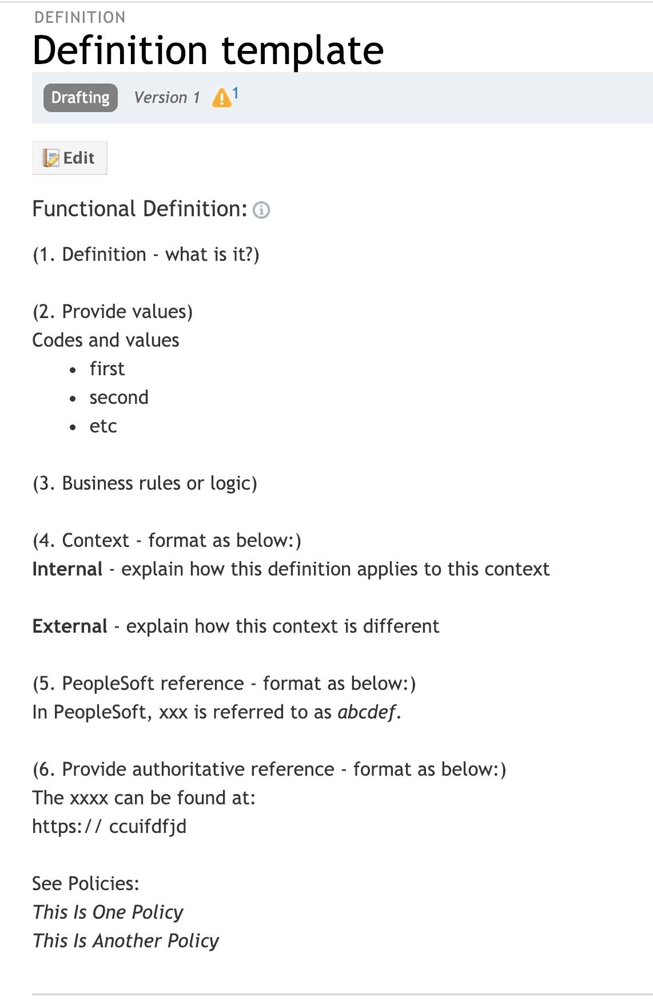 DEFINITION
Definition template
Drafting Version 1 1
Edit
Functional Definition:
(1. Definition - what is it?)
(2. Provide values)
Codes and values
• first
• second
• etc
(3. Business rules or logic)
(4. Context - format as below:)
Internal - explain how this definition applies to this context
External - explain how this context is different
(5. PeopleSoft reference - format as below:)
In PeopleSoft, xxx is referred to as abcdef.
(6. Provide authoritative reference - format as below:)
The xxxx can be found at:
https:// ccuifdfjd
See Policies:
This Is One Policy
This Is Another Policy